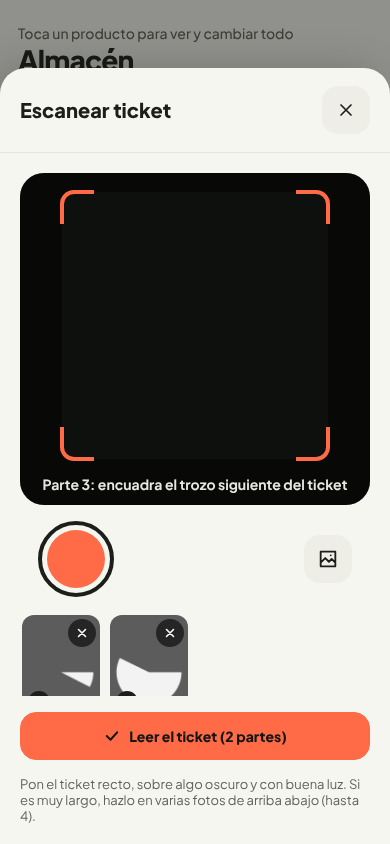 Toca un producto para ver y cambiar todo
Almacén
Escanear ticket
Parte 3: encuadra el trozo siguiente del ticket
Leer el ticket (2 partes)
Pon el ticket recto, sobre algo oscuro y con buena luz. Si
es muy largo, hazlo en varias fotos de arriba abajo (hasta
4).